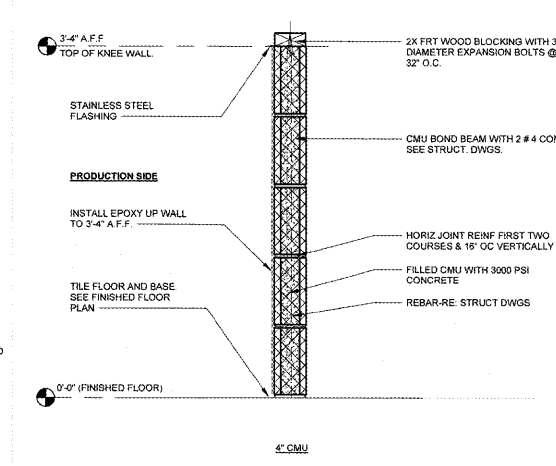 3'-4" A.F.F
TOP OF KNEE WALL.
STAINLESS STEEL
FLASHING
PRODUCTION SIDE
INSTALL EPOXY UP WALL
TO 3'-4" A.F.F.
TILE FLOOR AND BASE.
SEE FINISHED FLOOR
PLAN
0'-0" (FINISHED FLOOR)
2X FRT WOOD BLOCKING WITH 3
DIAMETER EXPANSION BOLTS @
32" O.C.
CMU BOND BEAM WITH 2 # 4 CO
SEE STRUCT. DWGS.
HORIZ JOINT REINF FIRST TWO
COURSES & 16" OC VERTICALLY
FILLED CMU WITH 3000 PSI
CONCRETE
REBAR-RE: STRUCT DWGS
4" CMU